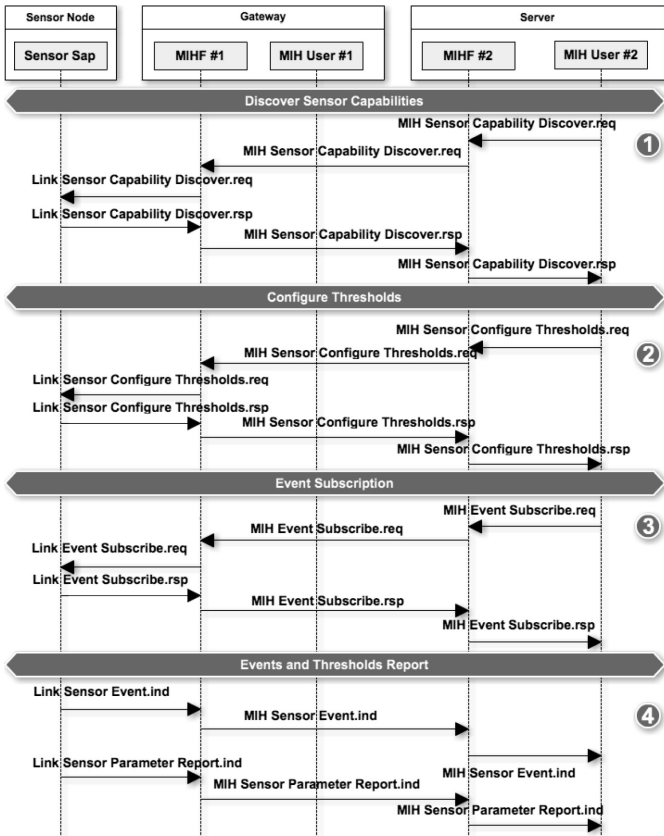 Sensor Node
Gateway
Server
Sensor Sap
MIHF #1
MIH User #1
MIHF #2
MIH User #2
Discover Sensor Capabilities
MIH Sensor Capability Discover.req
1
MIH Sensor Capability Discover.req
Link Sensor Capability Discover.req
Link Sensor Capability Discover.rsp
MIH Sensor Capability Discover.rsp
MIH Sensor Capability Discover.rsp
Configure Thresholds
MIH Sensor Configure Thresholds.req
2
MIH Sensor Configure Thresholds.req
Link Sensor Configure Thresholds.req
Link Sensor Configure Thresholds.rsp
MIH Sensor Configure Thresholds.rsp
MIH Sensor Configure Thresholds.rsp
Event Subscription
MIH Event Subscribe.req
3
MIH Event Subscribe.req
Link Event Subscribe.req
Link Event Subscribe.rsp
MIH Event Subscribe.rsp
MIH Event Subscribe.rsp
Events and Thresholds Report
Link Sensor Event.ind
MIH Sensor Event.ind
4
MIH Sensor Event.ind
Link Sensor Parameter Report.ind
MIH Sensor Parameter Report.ind
MIH Sensor Parameter Report.ind